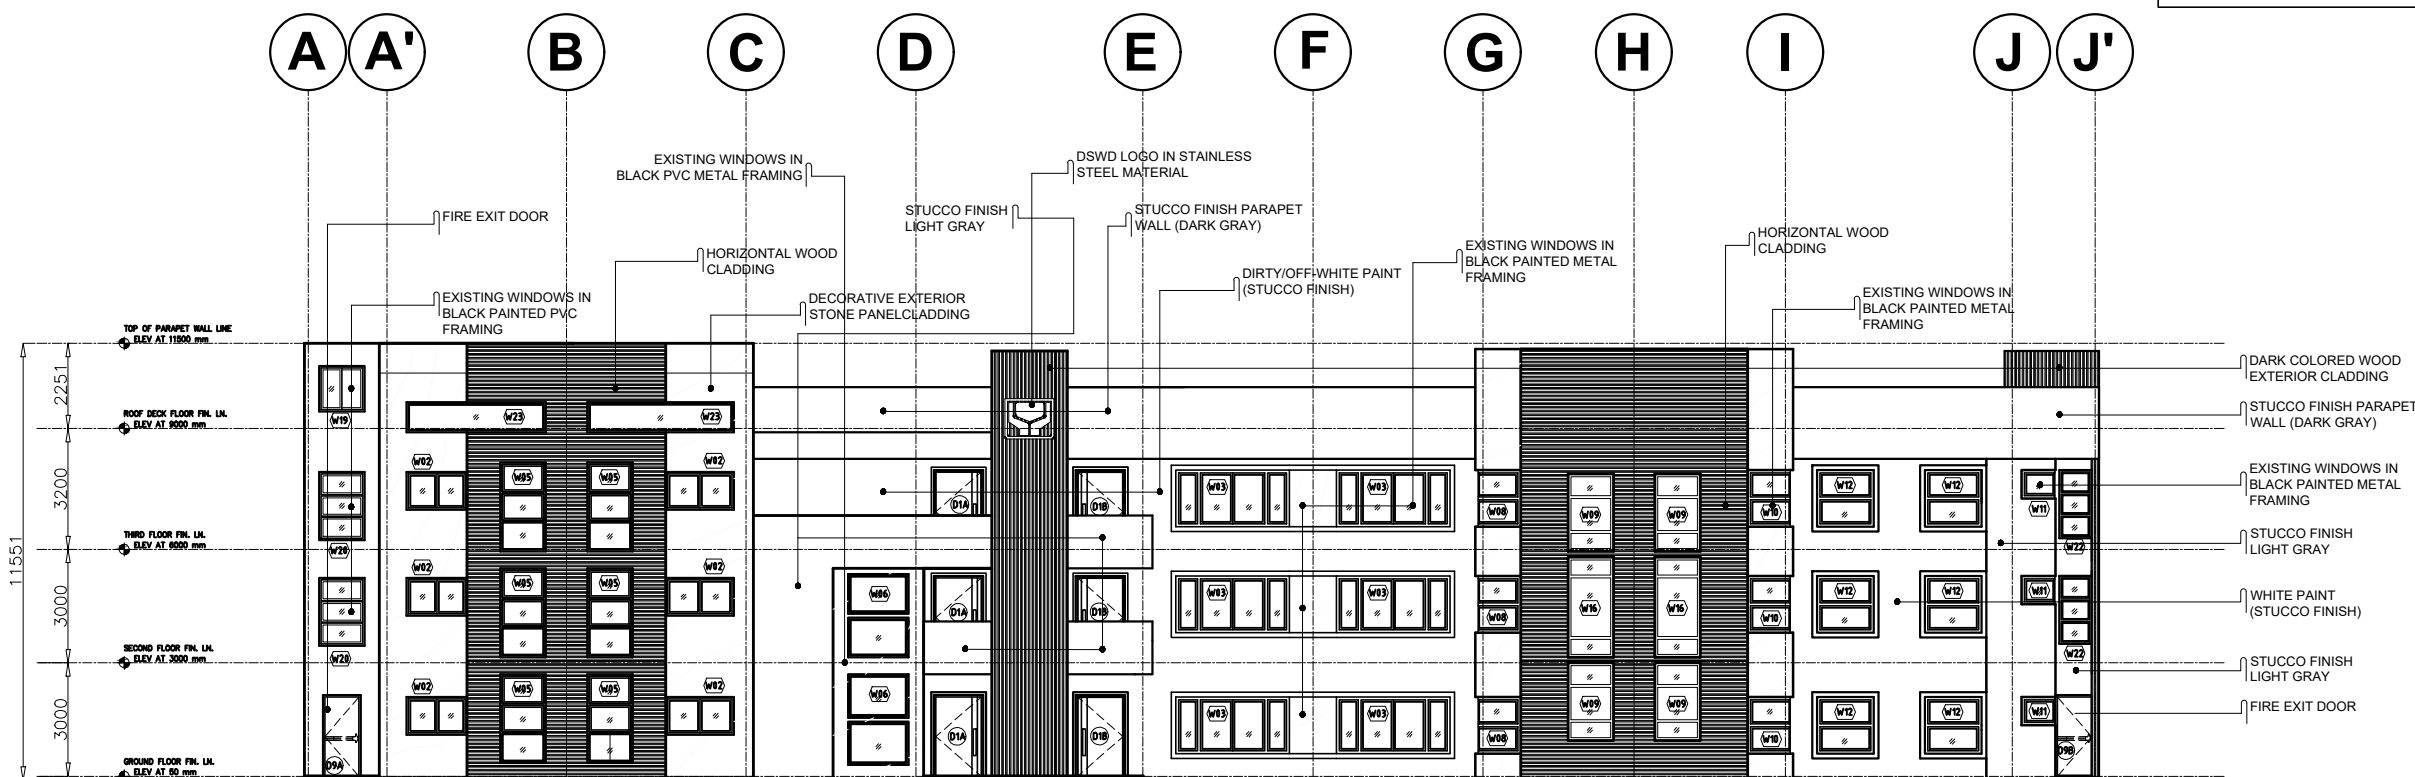 A A' B C D E F G H I J J'
EXISTING WINDOWS IN
BLACK PVC METAL FRAMING
DSWD LOGO IN STAINLESS
STEEL MATERIAL
FIRE EXIT DOOR
STUCCO FINISH
LIGHT GRAY
STUCCO FINISH PARAPET
WALL (DARK GRAY)
HORIZONTAL WOOD
CLADDING
HORIZONTAL WOOD
CLADDING
EXISTING WINDOWS IN
BLACK PAINTED METAL
FRAMING
DIRTY/OFF-WHITE PAINT
(STUCCO FINISH)
EXISTING WINDOWS IN
BLACK PAINTED PVC
FRAMING
DECORATIVE EXTERIOR
STONE PANELCLADDING
EXISTING WINDOWS IN
BLACK PAINTED METAL
FRAMING
TOP OF PARAPET WALL LINE
ELEV AT 11500 mm
ROOF DECK FLOOR FIN. LN.
ELEV AT 9000 mm
THIRD FLOOR FIN. LN.
ELEV AT 6000 mm
SECOND FLOOR FIN. LN.
ELEV AT 3000 mm
GROUND FLOOR FIN. LN.
ELEV AT 50 mm
11551
2251
3200
3000
3000
DARK COLORED WOOD
EXTERIOR CLADDING
STUCCO FINISH PARAPET
WALL (DARK GRAY)
EXISTING WINDOWS IN
BLACK PAINTED METAL
FRAMING
STUCCO FINISH
LIGHT GRAY
WHITE PAINT
(STUCCO FINISH)
STUCCO FINISH
LIGHT GRAY
FIRE EXIT DOOR
W19 W23 W23
W02 W05 W05 W02 D1A D1B W03 W03 W08 W09 W09 W10 W12 W12 W11
W20 W22
W02 W05 W05 W02 W06 D1A D1B W03 W03 W08 W16 W16 W10 W12 W12 W11
W20 W22
W02 W05 W05 W02 W06 D1A D1B W03 W03 W08 W09 W09 W10 W12 W12 W11
D9A D9B